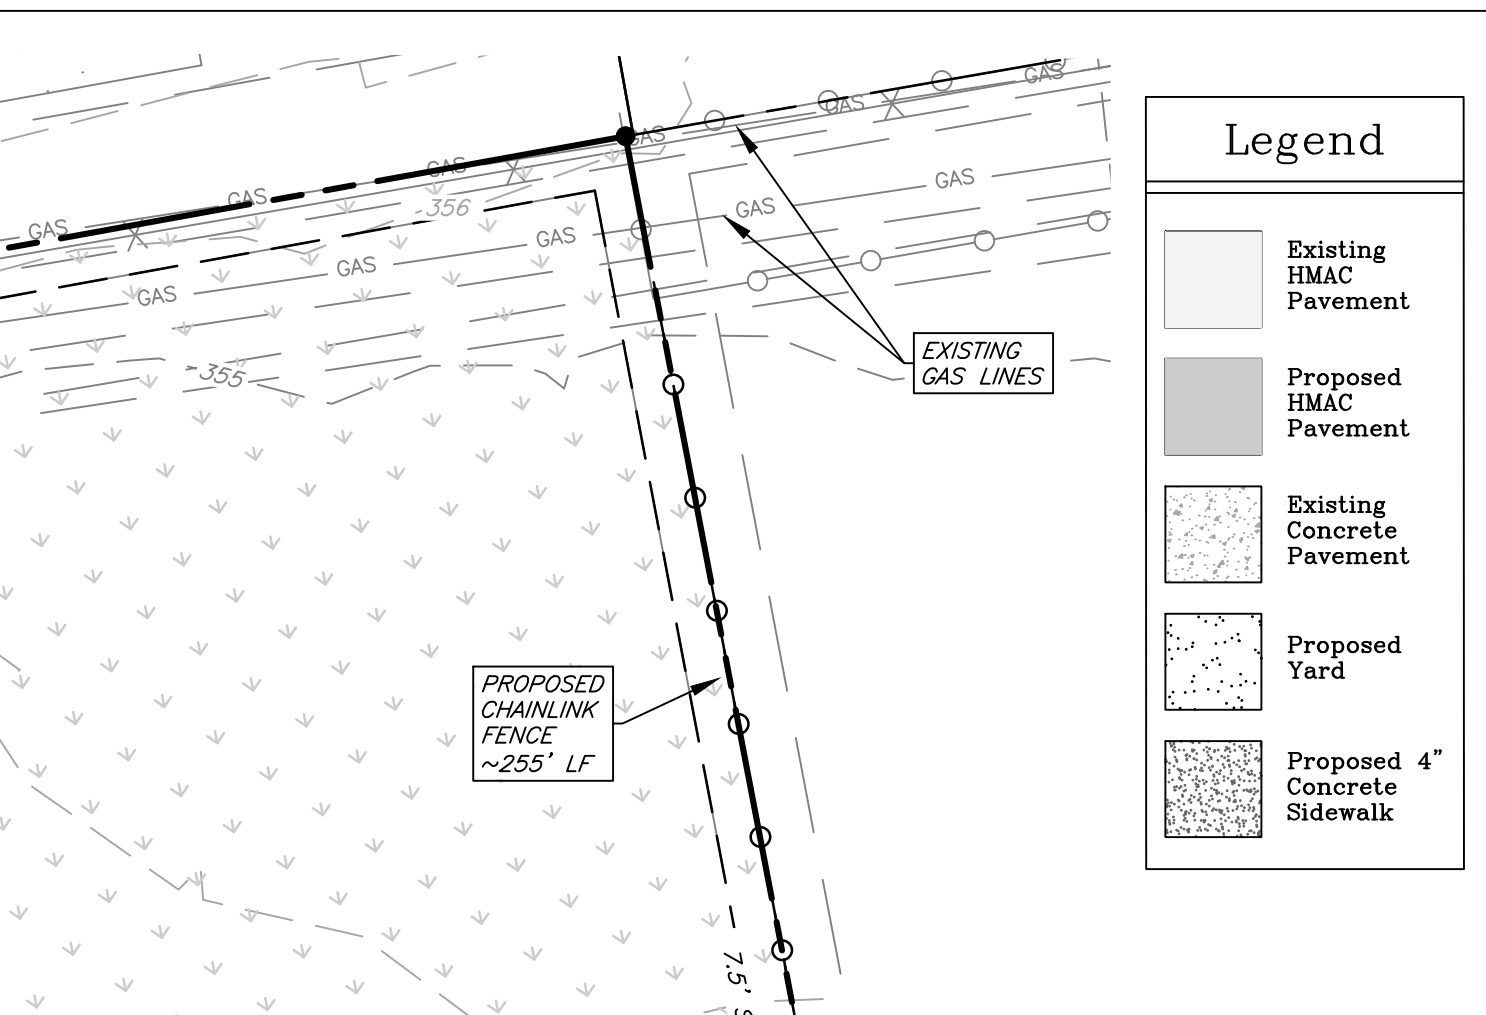 GAS
GAS
GAS
GAS
GAS
GAS
GAS
-356
GAS
GAS
GAS
GAS
GAS
-355
EXISTING
GAS LINES
PROPOSED
CHAINLINK
FENCE
~255' LF
7.5'
Legend
Existing
HMAC
Pavement
Proposed
HMAC
Pavement
Existing
Concrete
Pavement
Proposed
Yard
Proposed 4"
Concrete
Sidewalk